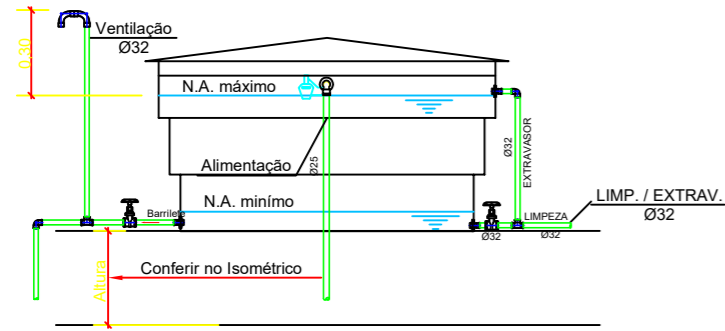 Ventilação
Ø32
0.30
N.A. máximo
Alimentação
Ø25
Ø32
EXTRAVASOR
N.A. minímo
LIMP. / EXTRAV.
Ø32
Barrilete
LIMPEZA
Ø32
Ø32
Altura
Conferir no Isométrico